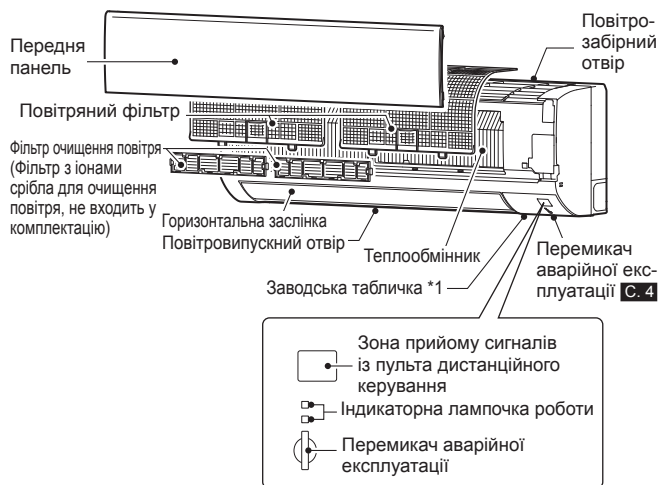 Передня
панель
Повітро-
забірний
отвір
Повітряний фільтр
Фільтр очищення повітря
(Фільтр з іонами
срібла для очищення
повітря, не входить у
комплектацію)
Горизонтальна заслінка
Повітровипускний отвір
Теплообмінник
Заводська табличка *1
Перемикач
аварійної екс-
плуатації С. 4
Зона прийому сигналів
із пульта дистанційного
керування
Індикаторна лампочка роботи
Перемикач аварійної
експлуатації